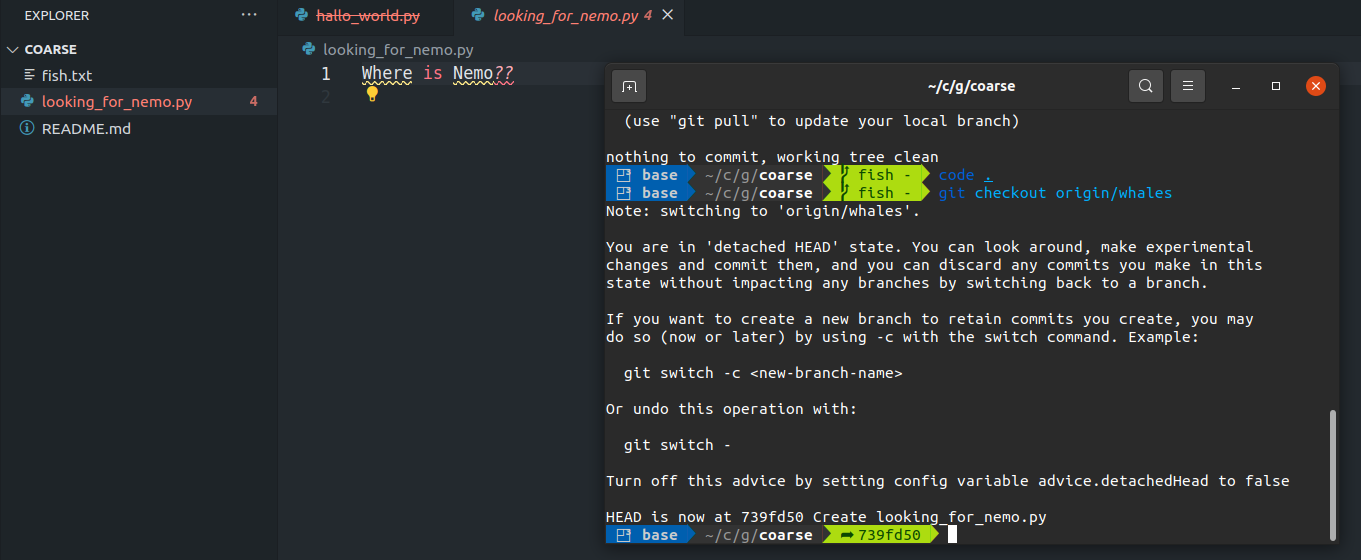 EXPLORER ···
COARSE
fish.txt
looking_for_nemo.py 4
README.md
hallo_world.py
looking_for_nemo.py 4
looking_for_nemo.py
1 Where is Nemo??
2
~/c/g/coarse
(use "git pull" to update your local branch)
nothing to commit, working tree clean
base ~/c/g/coarse fish - code .
base ~/c/g/coarse fish - git checkout origin/whales
Note: switching to 'origin/whales'.
You are in 'detached HEAD' state. You can look around, make experimental
changes and commit them, and you can discard any commits you make in this
state without impacting any branches by switching back to a branch.
If you want to create a new branch to retain commits you create, you may
do so (now or later) by using -c with the switch command. Example:
git switch -c <new-branch-name>
Or undo this operation with:
git switch -
Turn off this advice by setting config variable advice.detachedHead to false
HEAD is now at 739fd50 Create looking_for_nemo.py
base ~/c/g/coarse ➦ 739fd50